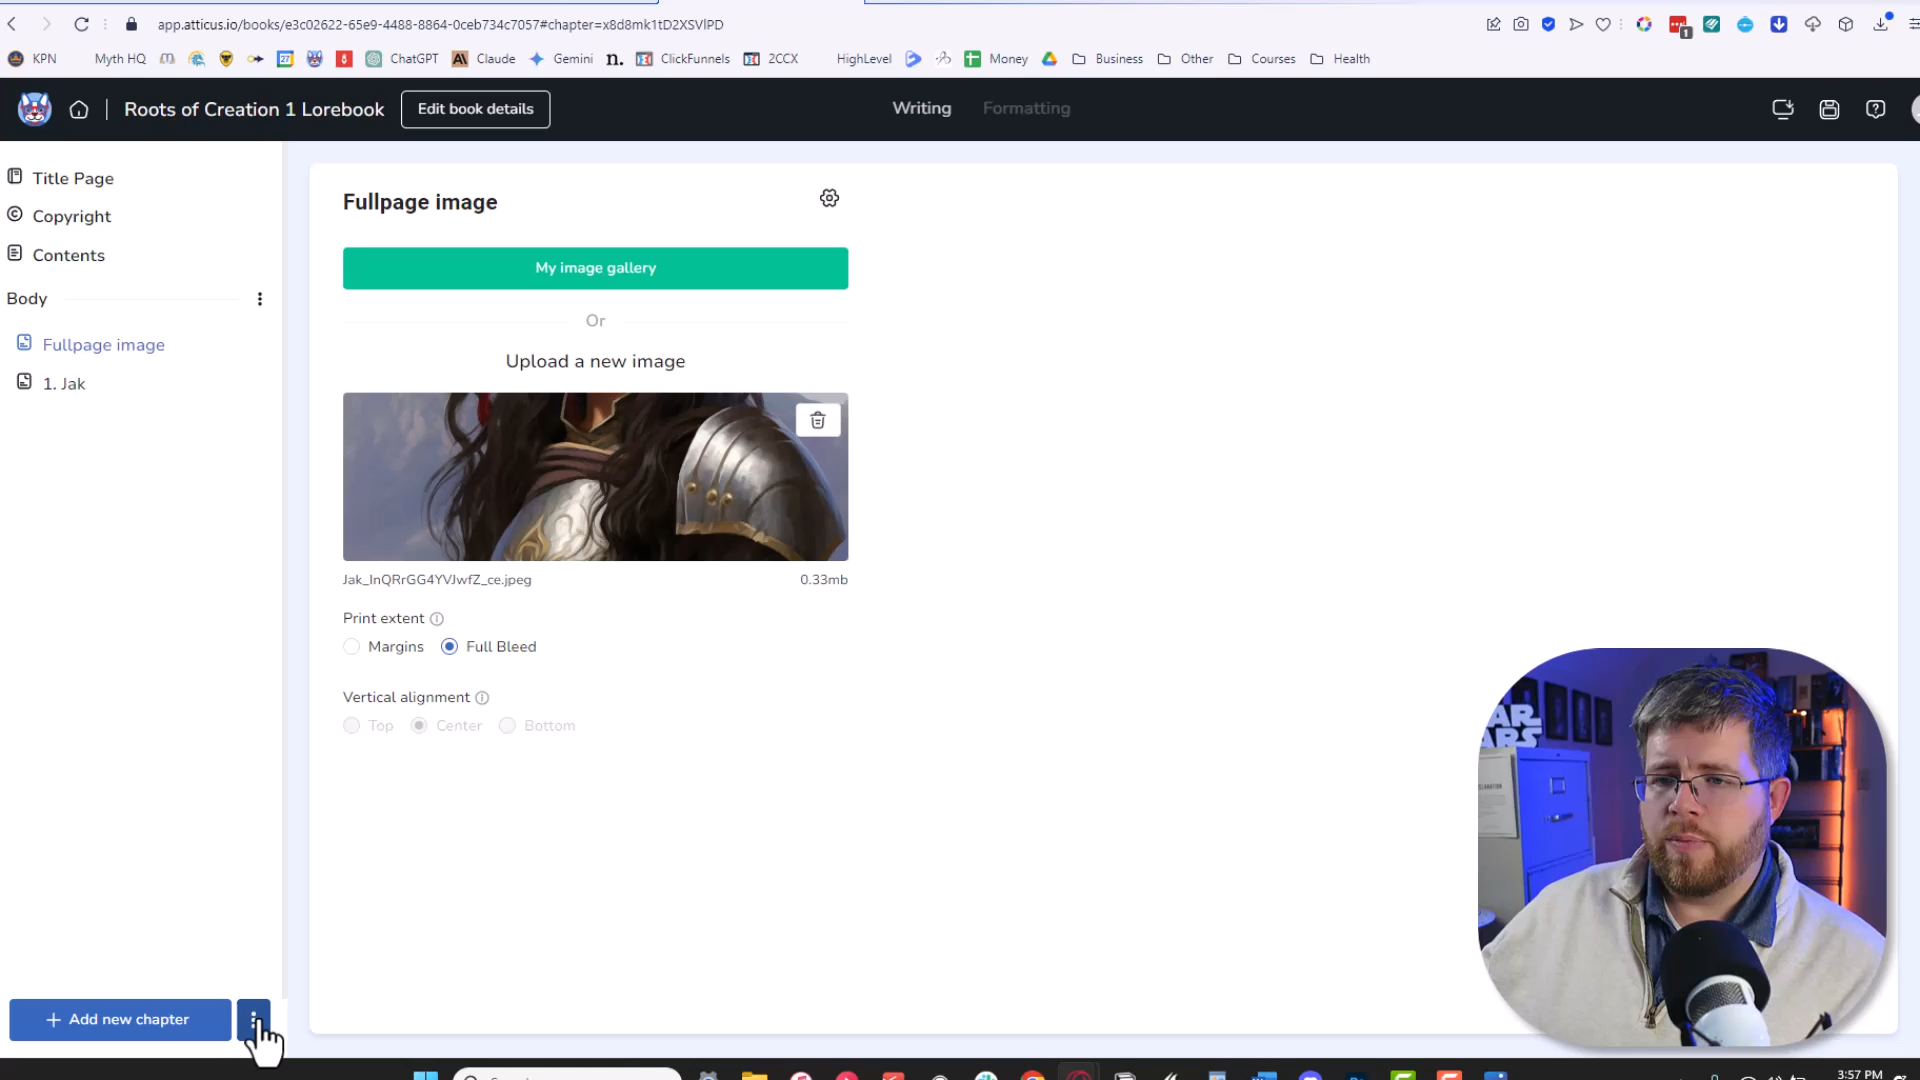 app.atticus.io/books/e3c02622-65e9-4488-8864-0ceb734c7057#chapter=x8d8mk1tD2XSVlPD
1
KPN Myth HQ 27 ChatGPT Claude Gemini n. ClickFunnels 2CCX HighLevel Money Business Other Courses Health
Roots of Creation 1 Lorebook Edit book details Writing Formatting
Title Page
Copyright
Contents
Body
Fullpage image
1. Jak
+ Add new chapter
Fullpage image
My image gallery
Or
Upload a new image
Jak_InQRrGG4YVJwfZ_ce.jpeg 0.33mb
Print extent
Margins Full Bleed
Vertical alignment
Top Center Bottom
3:57 PM